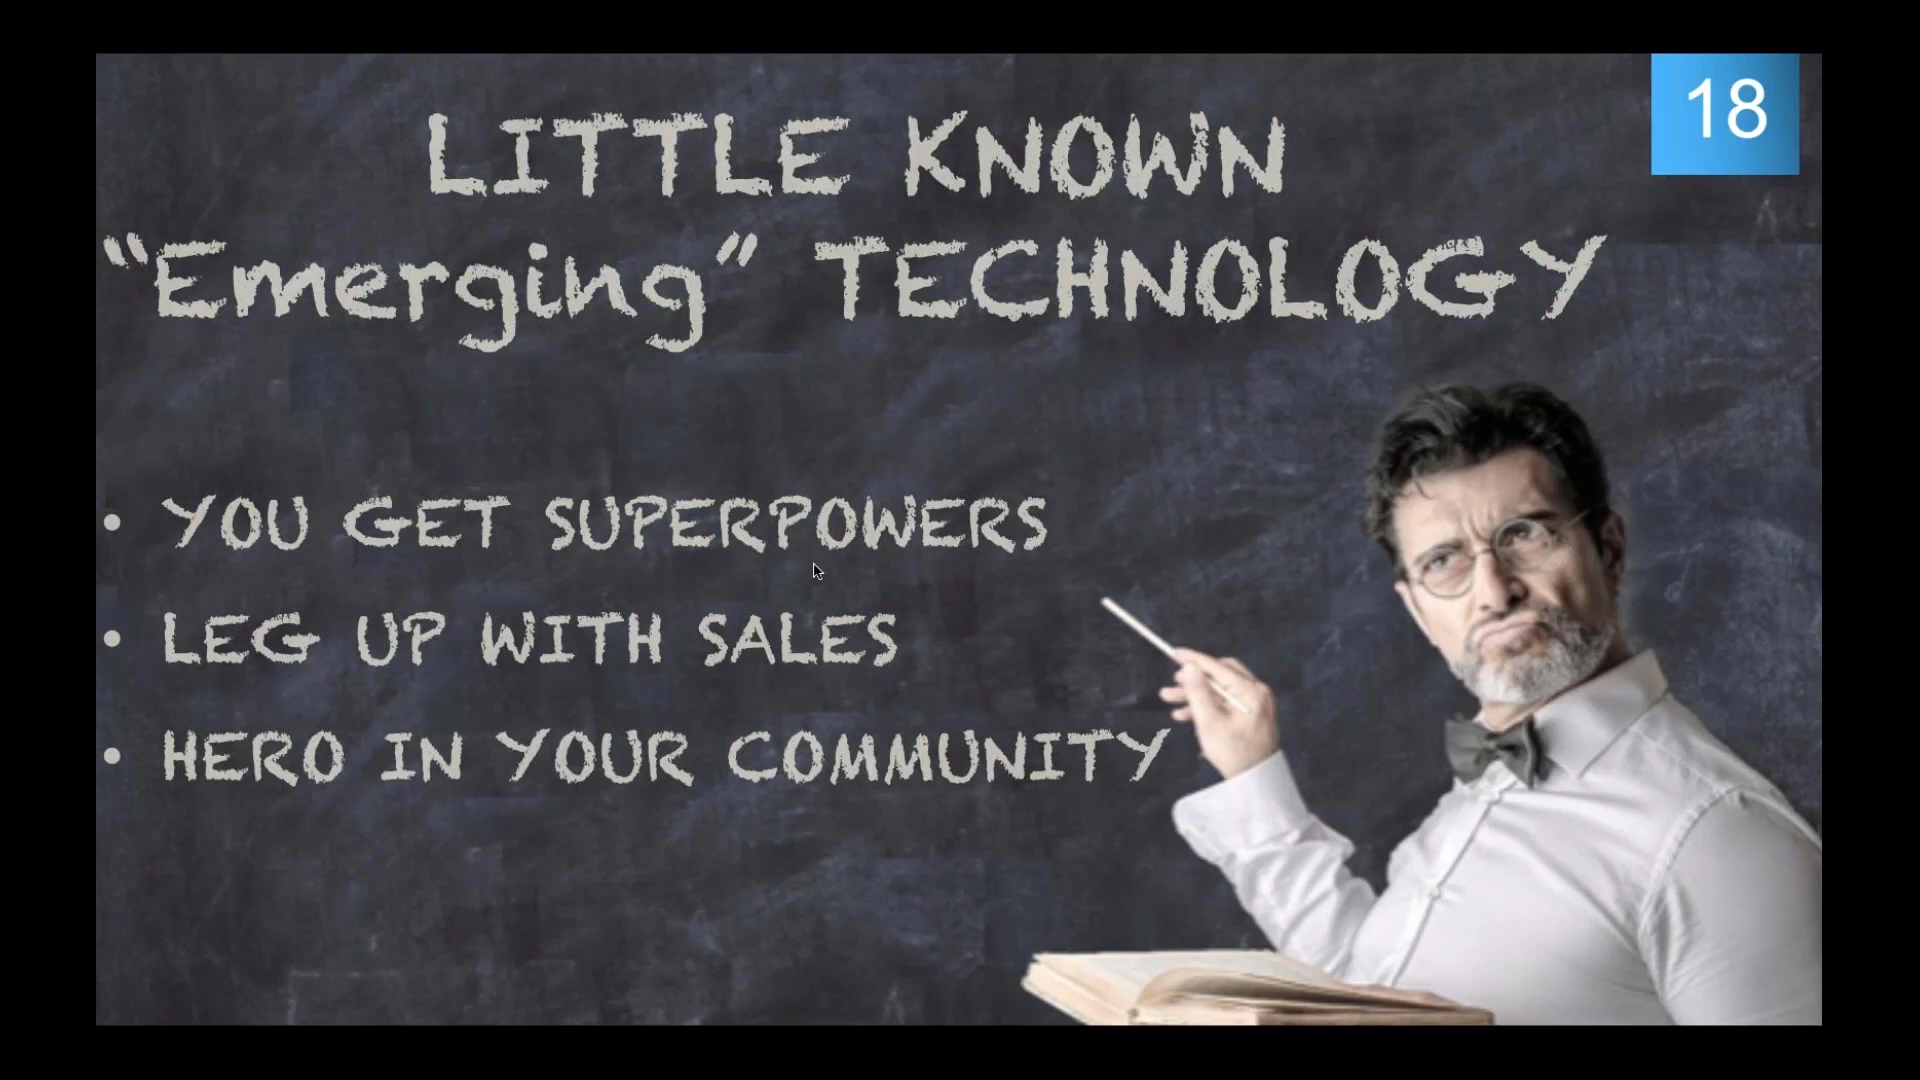 18
LITTLE KNOWN
“Emerging” TECHNOLOGY
• YOU GET SUPERPOWERS
• LEG UP WITH SALES
• HERO IN YOUR COMMUNITY